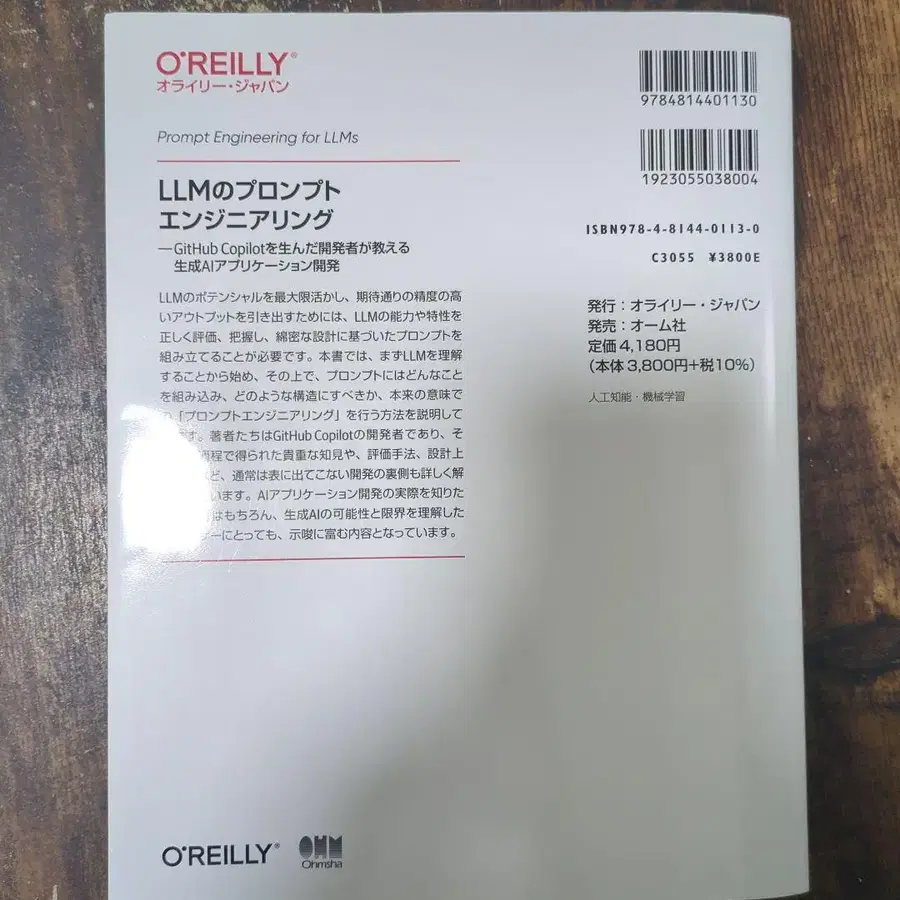 O'REILLY®
オライリー・ジャパン
Prompt Engineering for LLMs
LLMのプロンプト
エンジニアリング
―GitHub Copilotを生んだ開発者が教える
生成AIアプリケーション開発
LLMのポテンシャルを最大限活かし、期待通りの精度の高
いアウトプットを引き出すためには、LLMの能力や特性を
正しく評価、把握し、綿密な設計に基づいたプロンプトを
組み立てることが必要です。本書では、まずLLMを理解
することから始め、その上で、プロンプトにはどんなこと
を組み込み、どのような構造にすべきか、本来の意味で
の「プロンプトエンジニアリング」を行う方法を説明して
す。著者たちはGitHub Copilotの開発者であり、そ
過程で得られた貴重な知見や、評価手法、設計上
ど、通常は表に出てこない開発の裏側も詳しく解
います。AIアプリケーション開発の実際を知りた
はもちろん、生成AIの可能性と限界を理解した
ーにとっても、示唆に富む内容となっています。
9784814401130
1923055038004
ISBN978-4-8144-0113-0
C3055 ¥3800E
発行：オライリー・ジャパン
発売：オーム社
定価4,180円
（本体3,800円+税10%）
人工知能・機械学習
O'REILLY®
OHM
Ohmsha